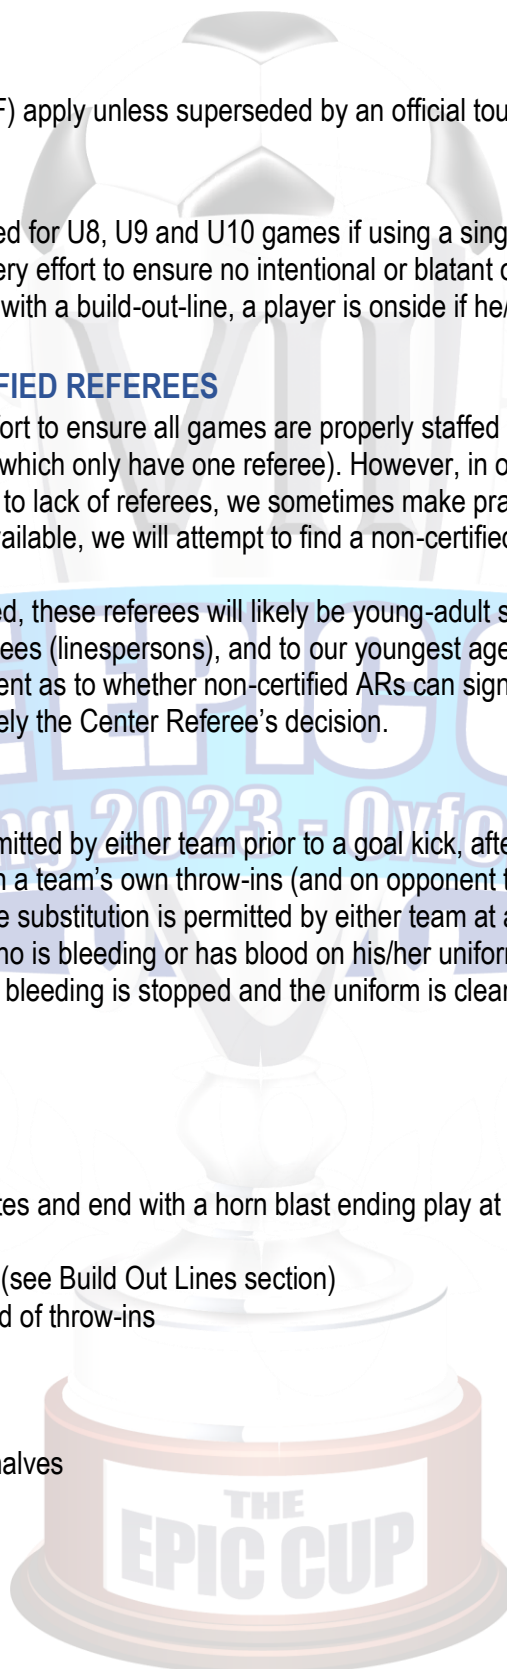 F) apply unless superseded by an official tou
ed for U8, U9 and U10 games if using a sing
ery effort to ensure no intentional or blatant o
with a build-out-line, a player is onside if he/
FIED REFEREES
ort to ensure all games are properly staffed
which only have one referee). However, in o
to lack of referees, we sometimes make pra
ailable, we will attempt to find a non-certified
ed, these referees will likely be young-adult s
ees (linespersons), and to our youngest age
ent as to whether non-certified ARs can sign
ely the Center Referee's decision.
mitted by either team prior to a goal kick, afte
n a team's own throw-ins (and on opponent t
e substitution is permitted by either team at a
ho is bleeding or has blood on his/her uniform
bleeding is stopped and the uniform is clean
tes and end with a horn blast ending play at
(see Build Out Lines section)
d of throw-ins
halves
VII
EEPIC C
ng 2023 - Oxfo
THE
EPIC CUP